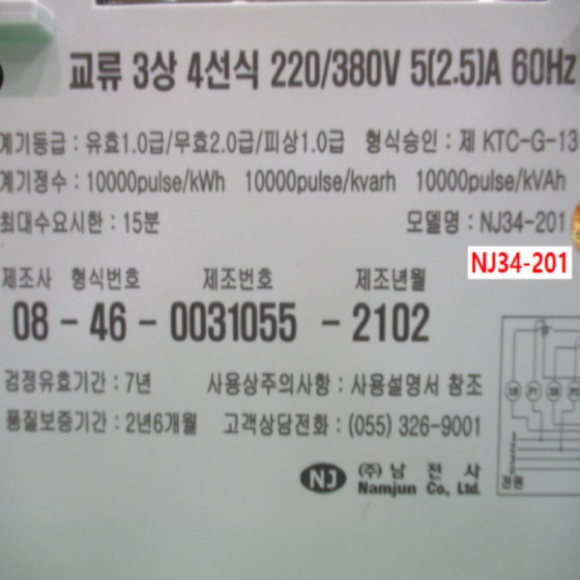 교류 3상 4선식 220/380V 5(2.5)A 60Hz
계기등급 : 유효1.0급/무효2.0급/피상1.0급 형식승인 : 제 KTC-G-13-
계기정수 : 10000pulse/kWh 10000pulse/kvarh 10000pulse/kVAh
최대수요시한 : 15분 모델명 : NJ34-201
NJ34-201
제조사 형식번호 제조번호 제조년월
08 - 46 - 0031055 - 2102
검정유효기간 : 7년 사용상주의사항 : 사용설명서 참조
품질보증기간 : 2년6개월 고객상담전화 : (055) 326-9001
NJ (주)남전사
Namjun Co., Ltd.